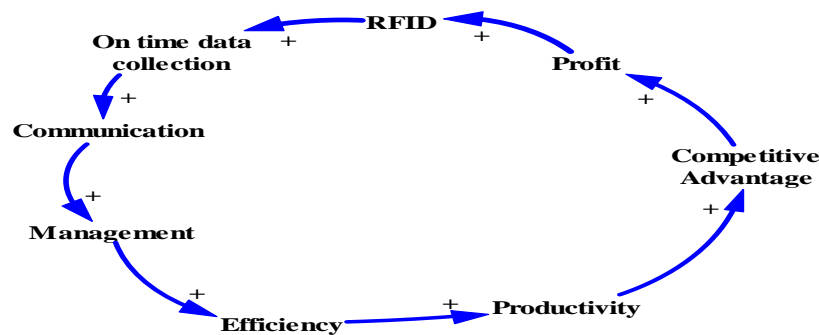 RFID
+
On time data
collection
+
Communication
+
Management
+
Efficiency
+
Productivity
+
Competitive
Advantage
+
Profit
+